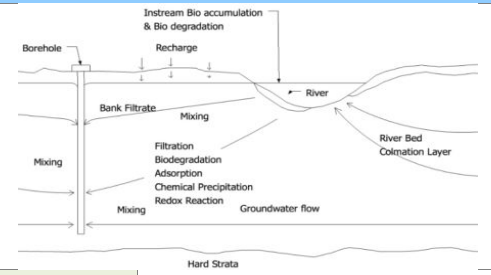 Instream Bio accumulation
& Bio degradation
Borehole
Recharge
River
Bank Filtrate
Mixing
River Bed
Colmation Layer
Filtration
Biodegradation
Adsorption
Chemical Precipitation
Redox Reaction
Mixing
Mixing
Groundwater flow
Hard Strata